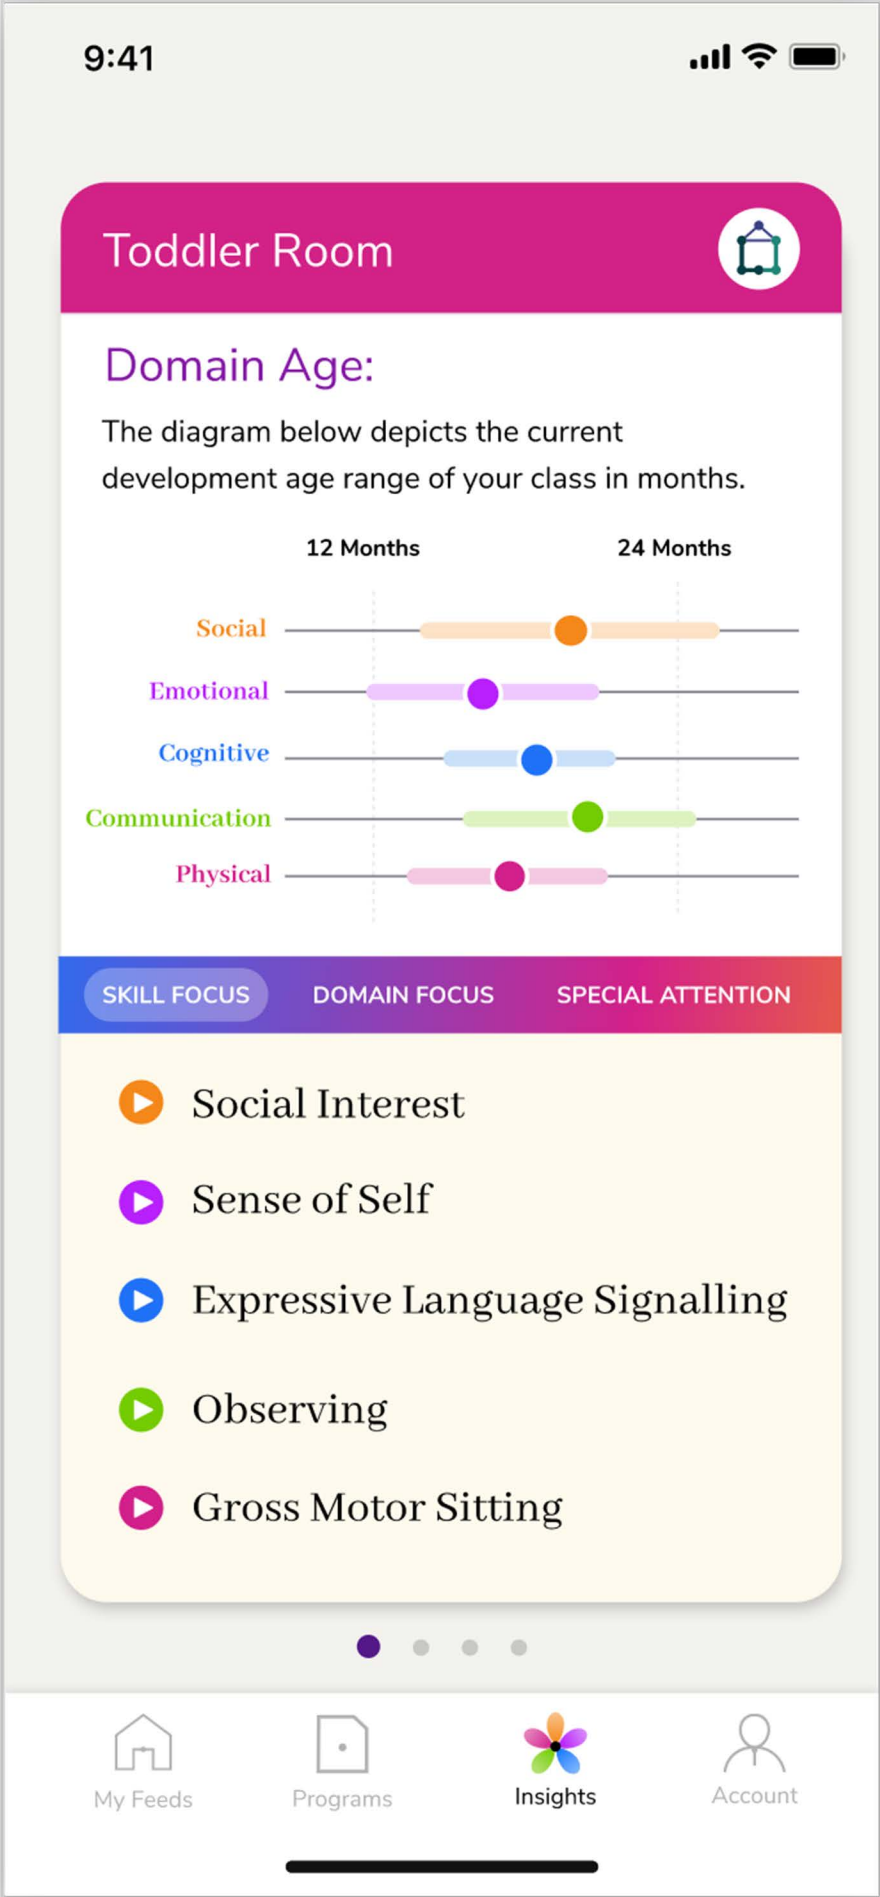 9:41
Toddler Room
Domain Age:
The diagram below depicts the current
development age range of your class in months.
12 Months 24 Months
Social
Emotional
Cognitive
Communication
Physical
SKILL FOCUS DOMAIN FOCUS SPECIAL ATTENTION
Social Interest
Sense of Self
Expressive Language Signalling
Observing
Gross Motor Sitting
My Feeds Programs Insights Account